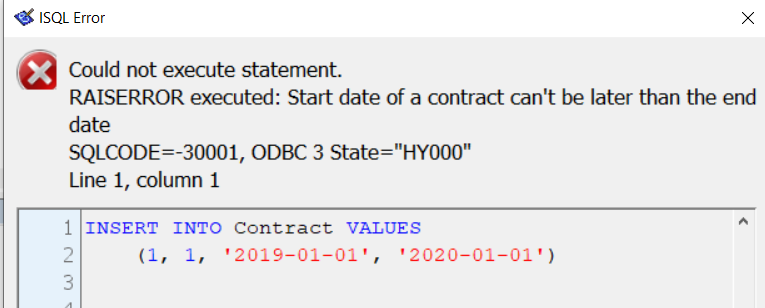 ISQL Error
Could not execute statement.
RAISERROR executed: Start date of a contract can't be later than the end
date
SQLCODE=-30001, ODBC 3 State="HY000"
Line 1, column 1
1 INSERT INTO Contract VALUES
2 (1, 1, '2019-01-01', '2020-01-01')
3